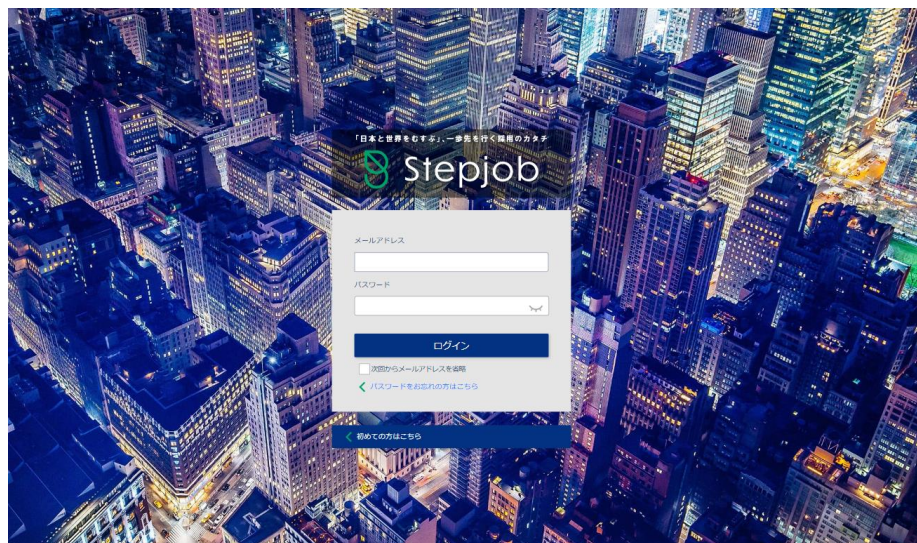 「日本と世界をむすぶ」、一歩先を行く採用のカタチ
Stepjob
メールアドレス
パスワード
ログイン
次回からメールアドレスを省略
パスワードをお忘れの方はこちら
初めての方はこちら